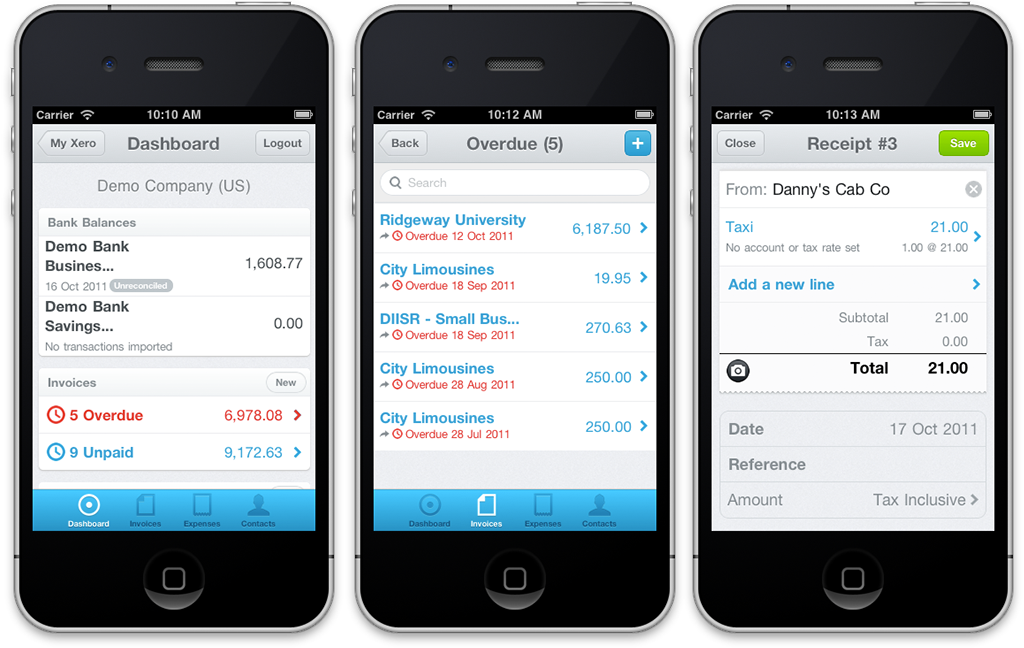 Carrier 10:10 AM
My Xero Dashboard Logout
Demo Company (US)
Bank Balances
Demo Bank
Busines... 1,608.77
16 Oct 2011 Unreconciled
Demo Bank
Savings... 0.00
No transactions imported
Invoices New
5 Overdue 6,978.08
9 Unpaid 9,172.63
Dashboard Invoices Expenses Contacts
Carrier 10:12 AM
Back Overdue (5) +
Search
Ridgeway University 6,187.50
Overdue 12 Oct 2011
City Limousines 19.95
Overdue 18 Sep 2011
DIISR - Small Bus... 270.63
Overdue 18 Sep 2011
City Limousines 250.00
Overdue 28 Aug 2011
City Limousines 250.00
Overdue 28 Jul 2011
Dashboard Invoices Expenses Contacts
Carrier 10:13 AM
Close Receipt #3 Save
From: Danny's Cab Co
Taxi 21.00
No account or tax rate set 1.00 @ 21.00
Add a new line
Subtotal 21.00
Tax 0.00
Total 21.00
Date 17 Oct 2011
Reference
Amount Tax Inclusive